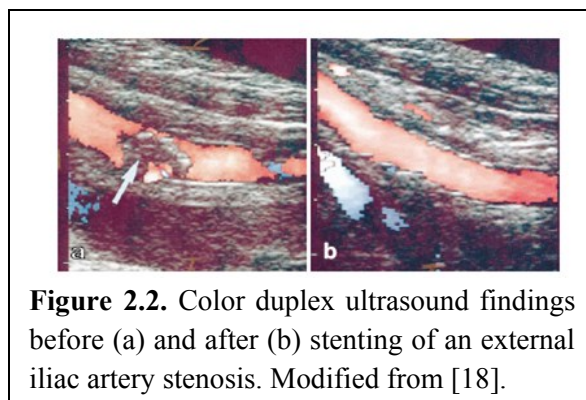 a
b
Figure 2.2. Color duplex ultrasound findings
before (a) and after (b) stenting of an external
iliac artery stenosis. Modified from [18].